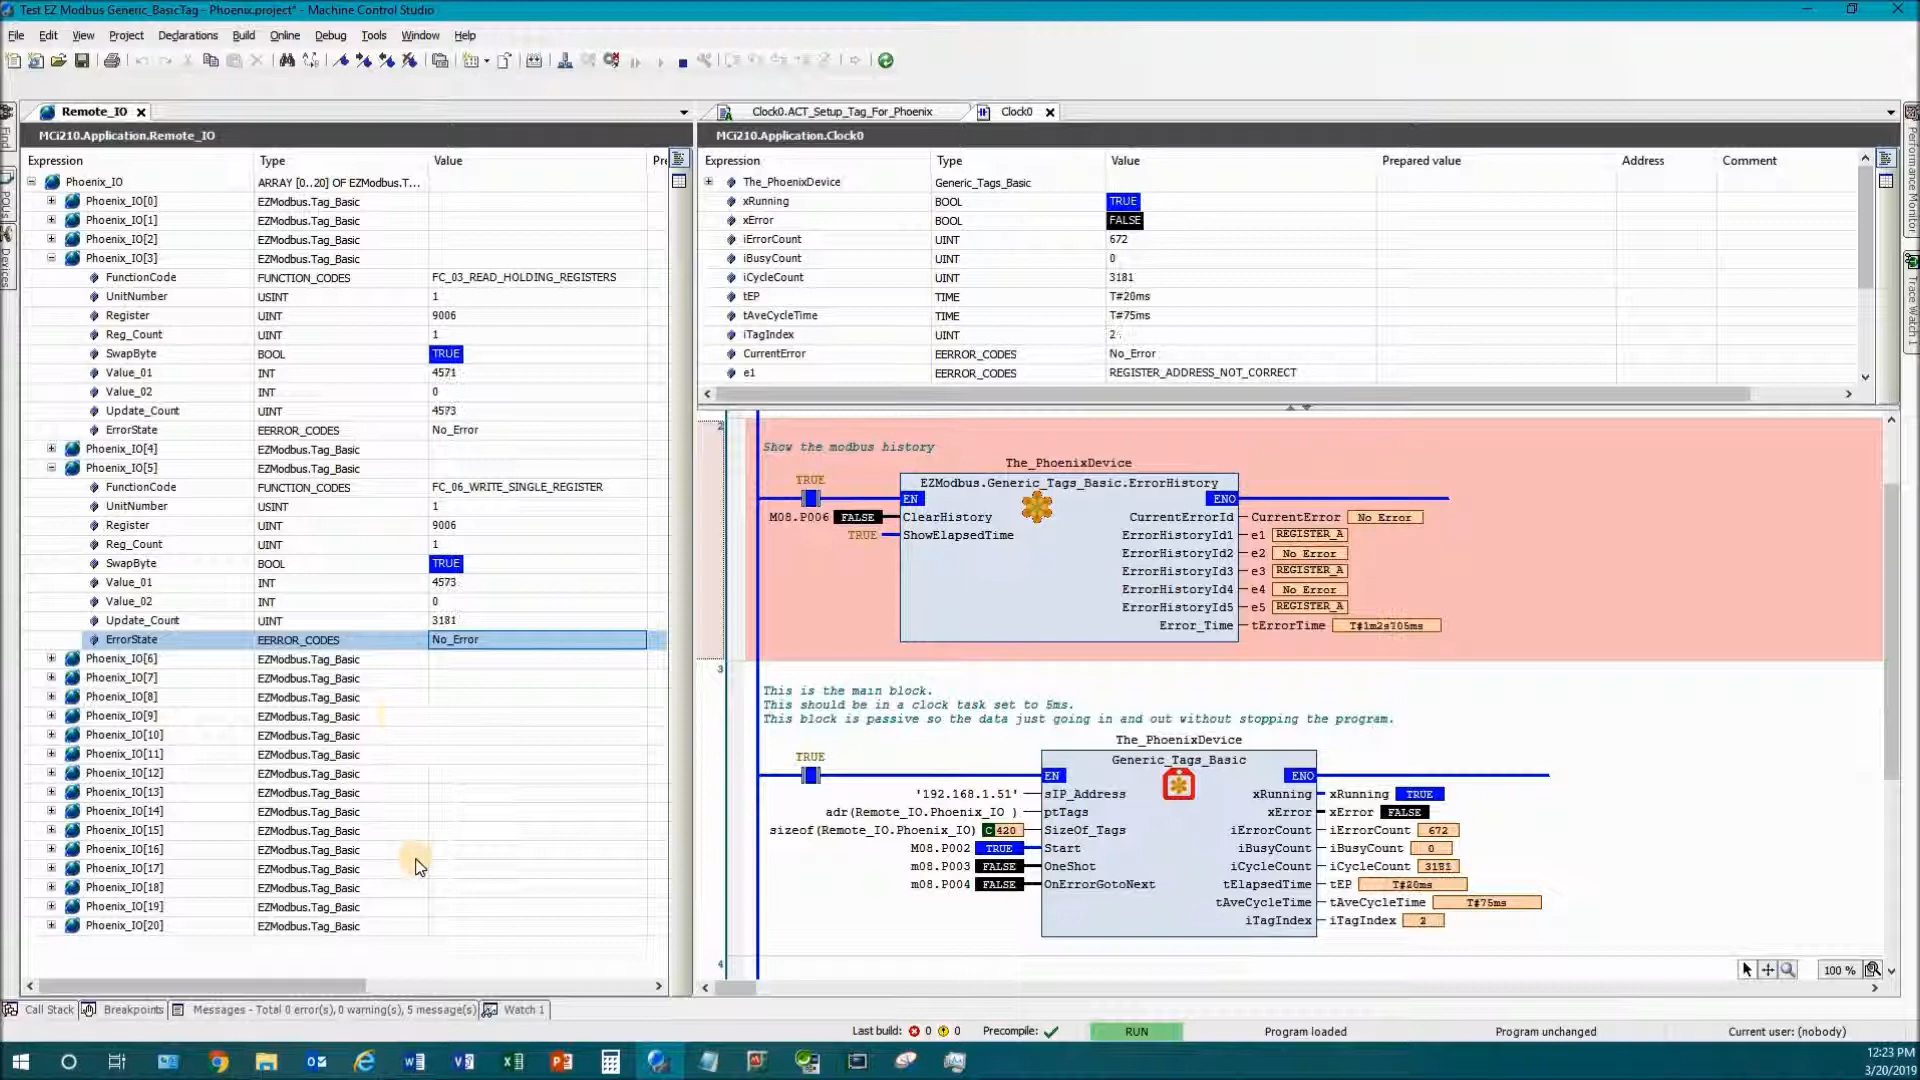 Test EZ Modbus Generic_BasicTag - Phoenix.project* - Machine Control Studio
File Edit View Project Declarations Build Online Debug Tools Window Help
Remote_IO
MCi210.Application.Remote_IO
Expression Type Value
Phoenix_IO ARRAY [0..20] OF EZModbus.T...
Phoenix_IO[0] EZModbus.Tag_Basic
Phoenix_IO[1] EZModbus.Tag_Basic
Phoenix_IO[2] EZModbus.Tag_Basic
Phoenix_IO[3] EZModbus.Tag_Basic
FunctionCode FUNCTION_CODES FC_03_READ_HOLDING_REGISTERS
UnitNumber USINT 1
Register UINT 9006
Reg_Count UINT 1
SwapByte BOOL TRUE
Value_01 INT 4571
Value_02 INT 0
Update_Count UINT 4573
ErrorState EERROR_CODES No_Error
Phoenix_IO[4] EZModbus.Tag_Basic
Phoenix_IO[5] EZModbus.Tag_Basic
FunctionCode FUNCTION_CODES FC_06_WRITE_SINGLE_REGISTER
UnitNumber USINT 1
Register UINT 9006
Reg_Count UINT 1
SwapByte BOOL TRUE
Value_01 INT 4573
Value_02 INT 0
Update_Count UINT 3181
ErrorState EERROR_CODES No_Error
Phoenix_IO[6] EZModbus.Tag_Basic
Phoenix_IO[7] EZModbus.Tag_Basic
Phoenix_IO[8] EZModbus.Tag_Basic
Phoenix_IO[9] EZModbus.Tag_Basic
Phoenix_IO[10] EZModbus.Tag_Basic
Phoenix_IO[11] EZModbus.Tag_Basic
Phoenix_IO[12] EZModbus.Tag_Basic
Phoenix_IO[13] EZModbus.Tag_Basic
Phoenix_IO[14] EZModbus.Tag_Basic
Phoenix_IO[15] EZModbus.Tag_Basic
Phoenix_IO[16] EZModbus.Tag_Basic
Phoenix_IO[17] EZModbus.Tag_Basic
Phoenix_IO[18] EZModbus.Tag_Basic
Phoenix_IO[19] EZModbus.Tag_Basic
Phoenix_IO[20] EZModbus.Tag_Basic
Find
POUs
Devices
Clock0.ACT_Setup_Tag_For_Phoenix Clock0
MCi210.Application.Clock0
Expression Type Value Prepared value Address Comment
The_PhoenixDevice Generic_Tags_Basic
xRunning BOOL TRUE
xError BOOL FALSE
iErrorCount UINT 672
iBusyCount UINT 0
iCycleCount UINT 3181
tEP TIME T#20ms
tAveCycleTime TIME T#75ms
iTagIndex UINT 2
CurrentError EERROR_CODES No_Error
e1 EERROR_CODES REGISTER_ADDRESS_NOT_CORRECT
Performance Monitor
Trace Watch 1
2
Show the modbus history
The_PhoenixDevice
TRUE EZModbus.Generic_Tags_Basic.ErrorHistory
EN ENO
M08.P006 FALSE ClearHistory CurrentErrorId CurrentError No Error
TRUE ShowElapsedTime ErrorHistoryId1 e1 REGISTER_A
ErrorHistoryId2 e2 No Error
ErrorHistoryId3 e3 REGISTER_A
ErrorHistoryId4 e4 No Error
ErrorHistoryId5 e5 REGISTER_A
Error_Time tErrorTime T#1m2s705ms
3
This is the main block.
This should be in a clock task set to 5ms.
This block is passive so the data just going in and out without stopping the program.
The_PhoenixDevice
TRUE Generic_Tags_Basic
EN ENO
'192.168.1.51' sIP_Address xRunning xRunning TRUE
adr(Remote_IO.Phoenix_IO ) ptTags xError xError FALSE
sizeof(Remote_IO.Phoenix_IO) C 420 SizeOf_Tags iErrorCount iErrorCount 672
M08.P002 TRUE Start iBusyCount iBusyCount 0
m08.P003 FALSE OneShot iCycleCount iCycleCount 3181
m08.P004 FALSE OnErrorGotoNext tElapsedTime tEP T#20ms
tAveCycleTime tAveCycleTime T#75ms
iTagIndex iTagIndex 2
4
100 %
Call Stack Breakpoints Messages - Total 0 error(s), 0 warning(s), 5 message(s) Watch 1
Last build: 0 0 Precompile: RUN Program loaded Program unchanged Current user: (nobody)
12:23 PM
3/20/2019